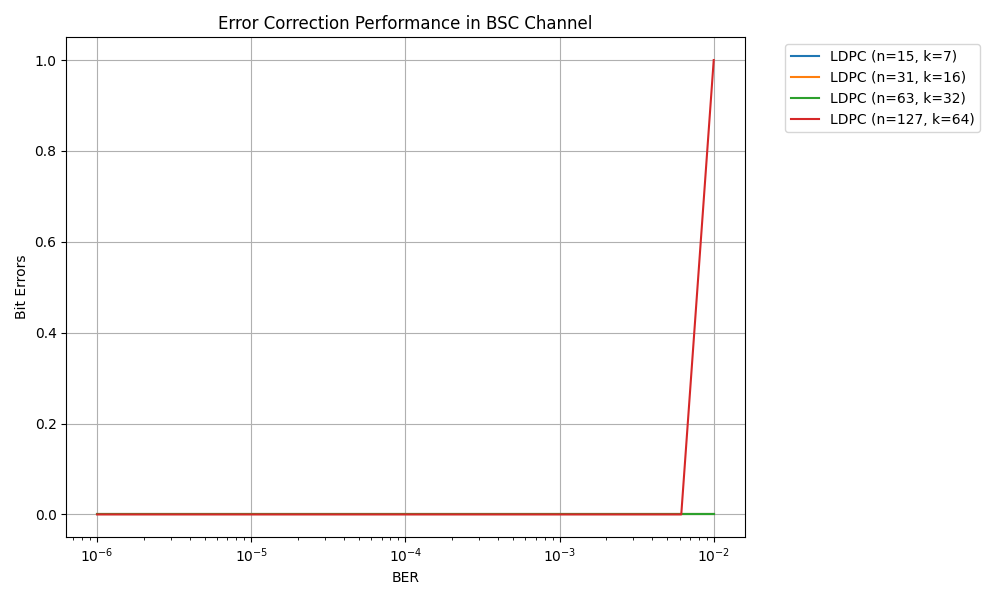 Error Correction Performance in BSC Channel
1.0
0.8
0.6
0.4
0.2
0.0
Bit Errors
10⁻⁶
10⁻⁵
10⁻⁴
10⁻³
10⁻²
BER
LDPC (n=15, k=7)
LDPC (n=31, k=16)
LDPC (n=63, k=32)
LDPC (n=127, k=64)